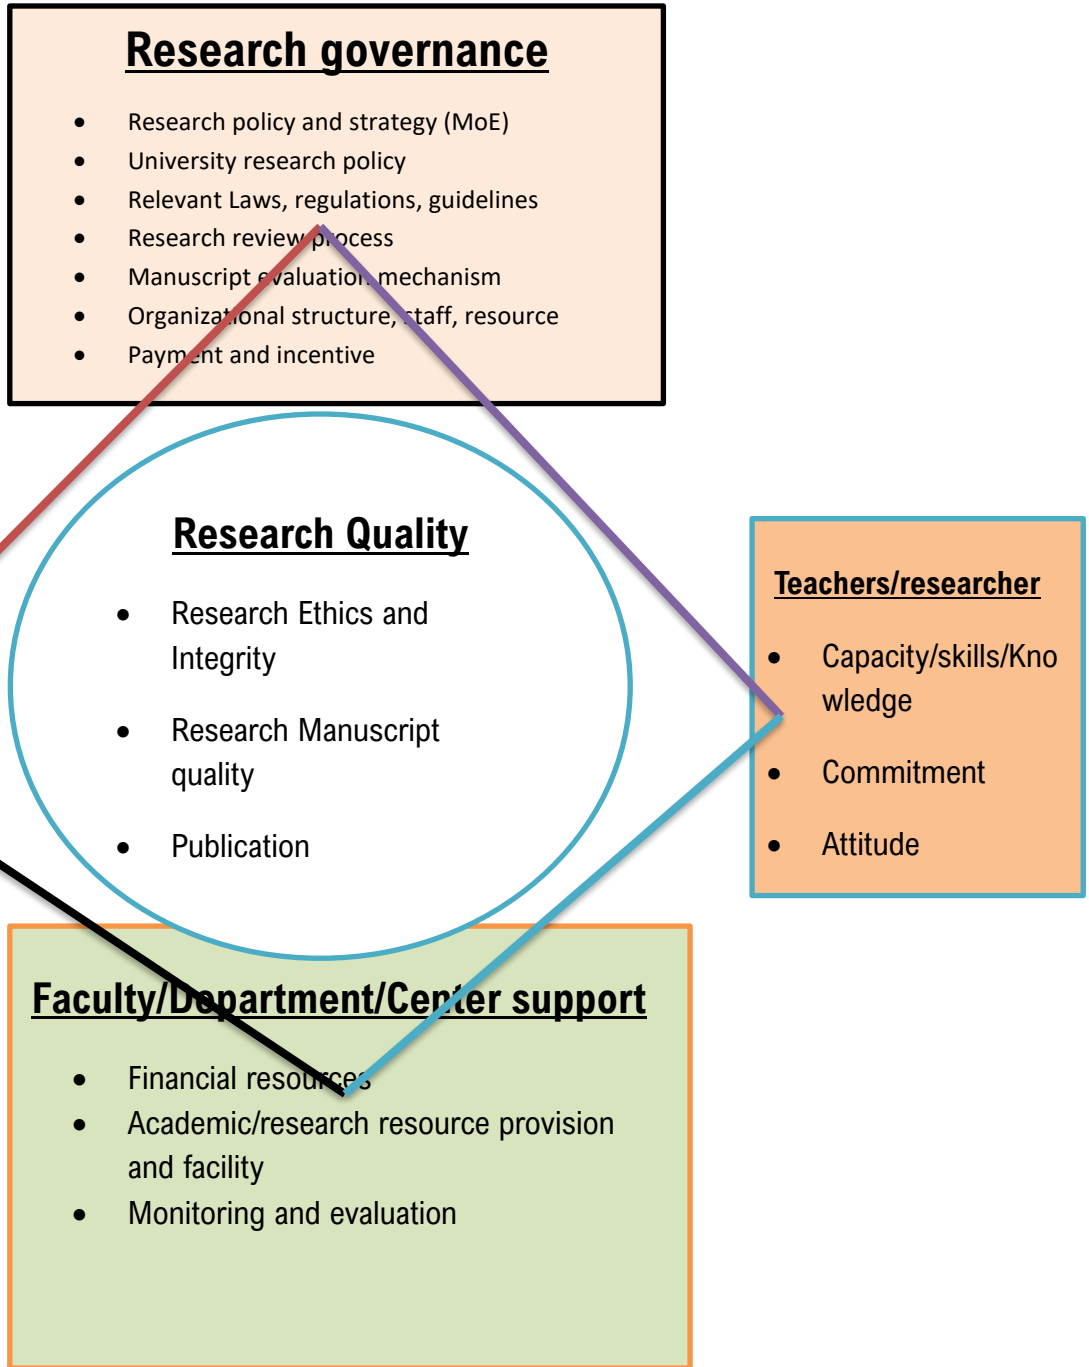 Research governance
• Research policy and strategy (MoE)
• University research policy
• Relevant Laws, regulations, guidelines
• Research review process
• Manuscript evaluation mechanism
• Organizational structure, staff, resource
• Payment and incentive
Research Quality
• Research Ethics and
Integrity
• Research Manuscript
quality
• Publication
Teachers/researcher
• Capacity/skills/Kno
wledge
• Commitment
• Attitude
Faculty/Department/Center support
• Financial resources
• Academic/research resource provision
and facility
• Monitoring and evaluation